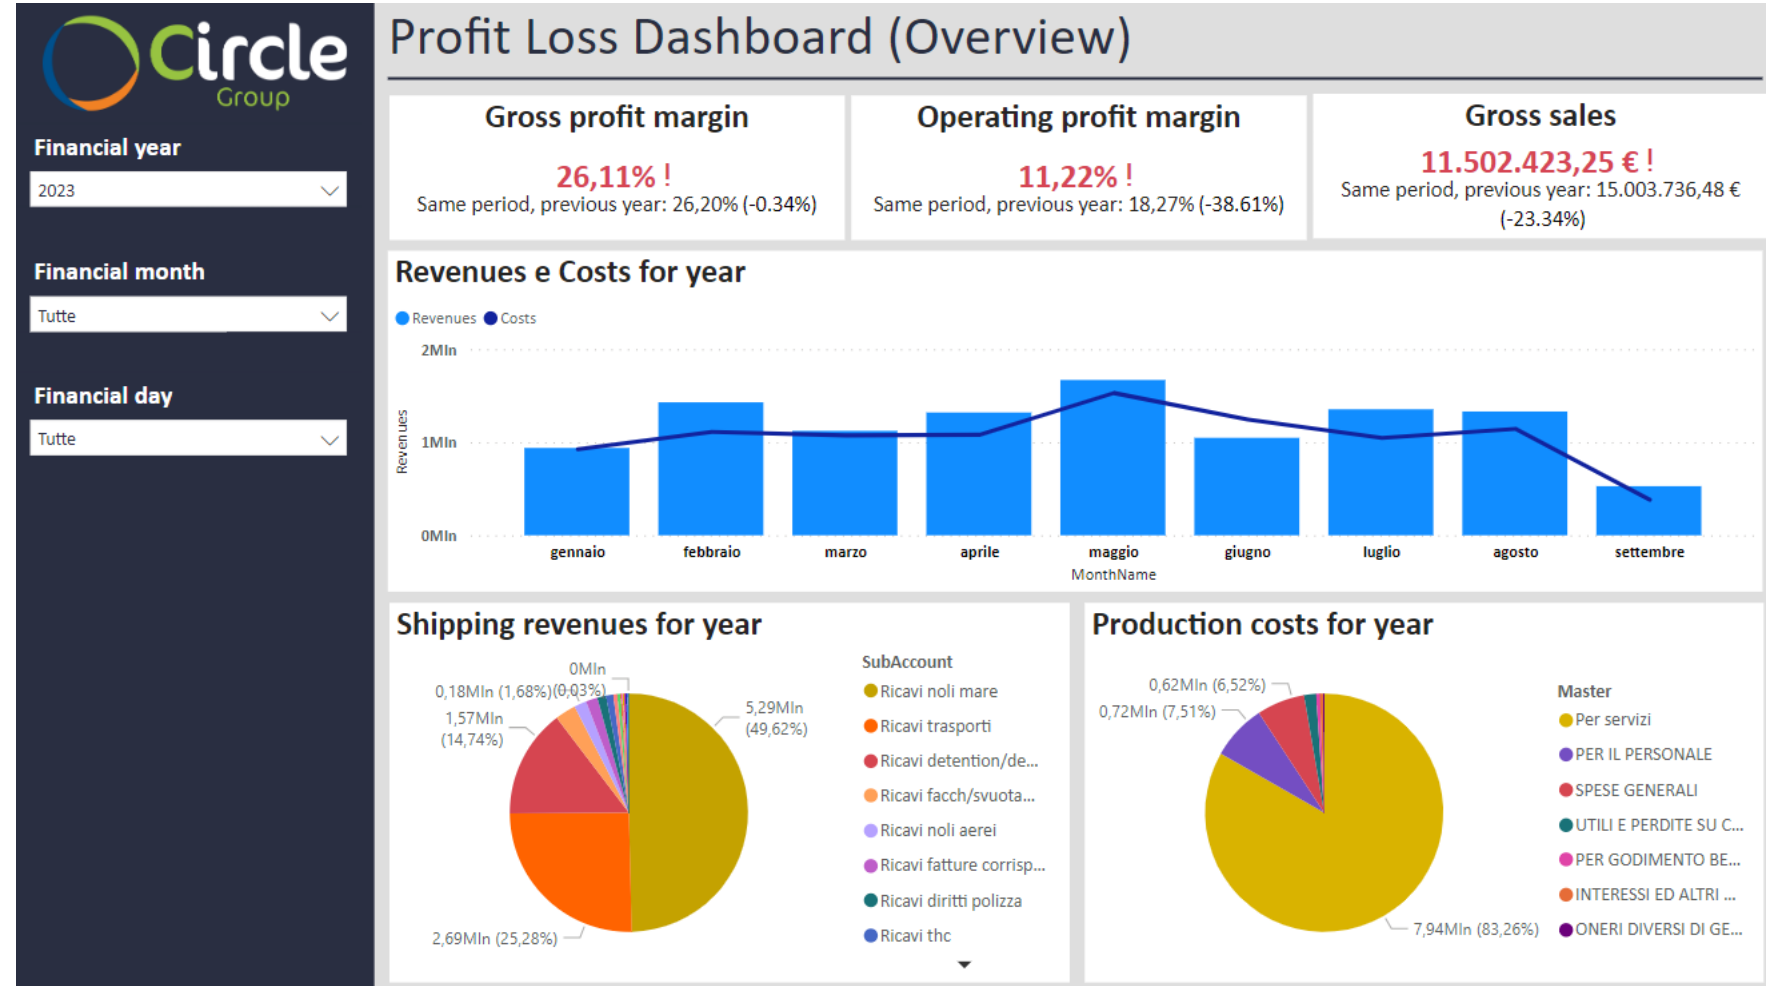 Circle
Group
Financial year
2023
Financial month
Tutte
Financial day
Tutte
Profit Loss Dashboard (Overview)
Gross profit margin
26,11% !
Same period, previous year: 26,20% (-0.34%)
Operating profit margin
11,22% !
Same period, previous year: 18,27% (-38.61%)
Gross sales
11.502.423,25 € !
Same period, previous year: 15.003.736,48 €
(-23.34%)
Revenues e Costs for year
Revenues Costs
2Mln
1Mln
0Mln
Revenues
gennaio febbraio marzo aprile maggio giugno luglio agosto settembre
MonthName
Shipping revenues for year
0Mln
(0,03%)
0,18Mln (1,68%)
1,57Mln
(14,74%)
5,29Mln
(49,62%)
2,69Mln (25,28%)
SubAccount
Ricavi noli mare
Ricavi trasporti
Ricavi detention/de...
Ricavi facch/svuota...
Ricavi noli aerei
Ricavi fatture corrisp...
Ricavi diritti polizza
Ricavi thc
Production costs for year
0,62Mln (6,52%)
0,72Mln (7,51%)
7,94Mln (83,26%)
Master
Per servizi
PER IL PERSONALE
SPESE GENERALI
UTILI E PERDITE SU C...
PER GODIMENTO BE...
INTERESSI ED ALTRI ...
ONERI DIVERSI DI GE...